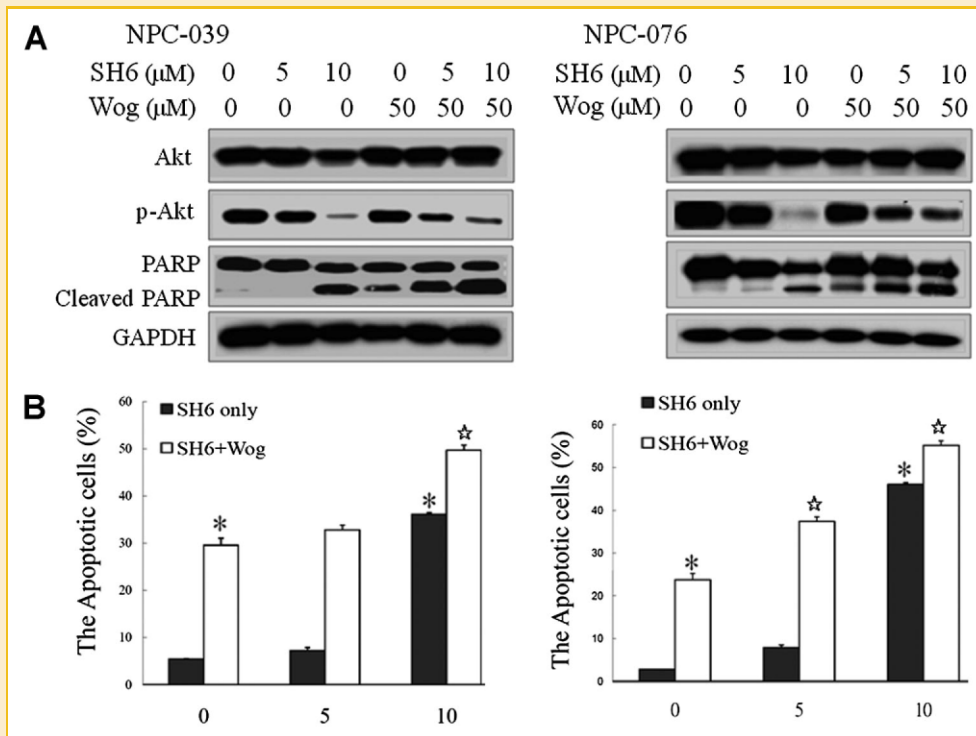 A
NPC-039
SH6 (µM) 0 5 10 0 5 10
Wog (µM) 0 0 0 50 50 50
Akt
p-Akt
PARP
Cleaved PARP
GAPDH
NPC-076
SH6 (µM) 0 5 10 0 5 10
Wog (µM) 0 0 0 50 50 50
B
The Apoptotic cells (%)
SH6 only
SH6+Wog
60
50
40
30
20
10
0
* * ☆
0 5 10
The Apoptotic cells (%)
SH6 only
SH6+Wog
60
50
40
30
20
10
0
* ☆ * ☆
0 5 10